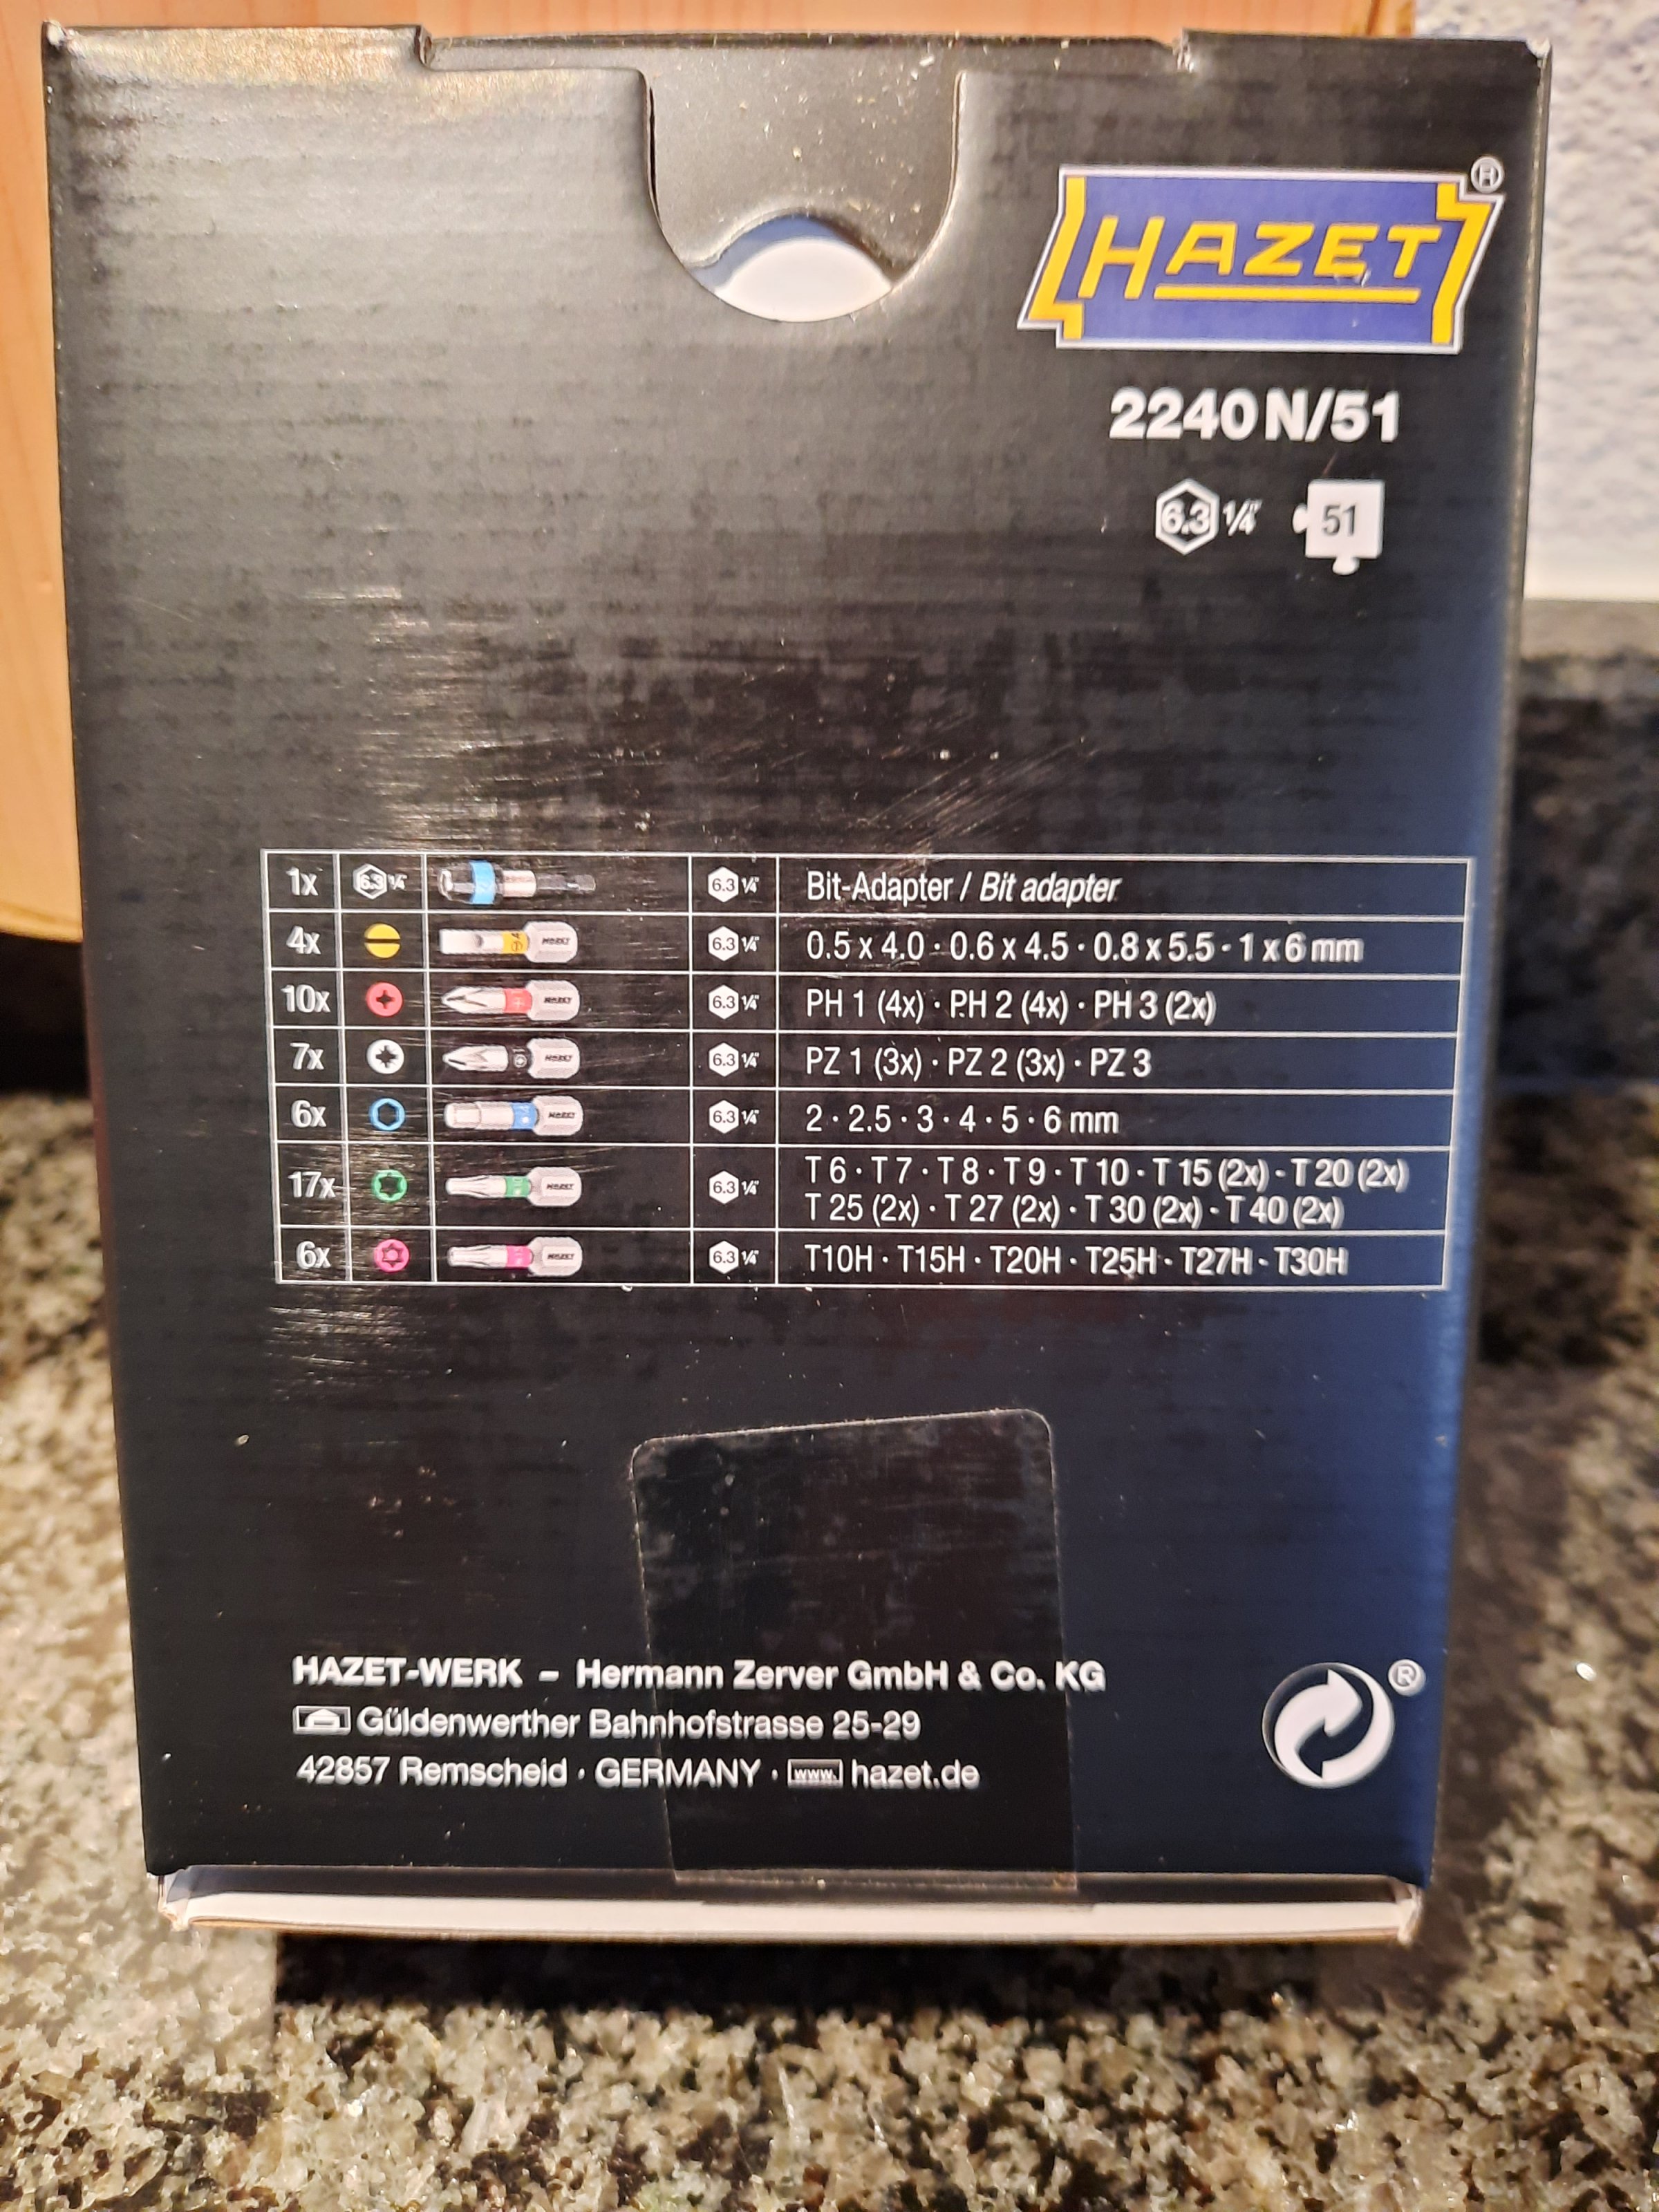 HAZET
2240 N/51
6.3 1/4" 51
1x 6.3 1/4" 6.3 1/4" Bit-Adapter / Bit adapter
4x HAZET 6.3 1/4" 0.5 x 4.0 · 0.6 x 4.5 · 0.8 x 5.5 · 1 x 6 mm
10x HAZET 6.3 1/4" PH 1 (4x) · PH 2 (4x) · PH 3 (2x)
7x HAZET 6.3 1/4" PZ 1 (3x) · PZ 2 (3x) · PZ 3
6x HAZET 6.3 1/4" 2 · 2.5 · 3 · 4 · 5 · 6 mm
17x HAZET 6.3 1/4" T 6 · T 7 · T 8 · T 9 · T 10 · T 15 (2x) · T 20 (2x)
T 25 (2x) · T 27 (2x) · T 30 (2x) · T 40 (2x)
6x HAZET 6.3 1/4" T10H · T15H · T20H · T25H · T27H · T30H
HAZET-WERK – Hermann Zerver GmbH & Co. KG
Güldenwerther Bahnhofstrasse 25-29
42857 Remscheid · GERMANY · www. hazet.de